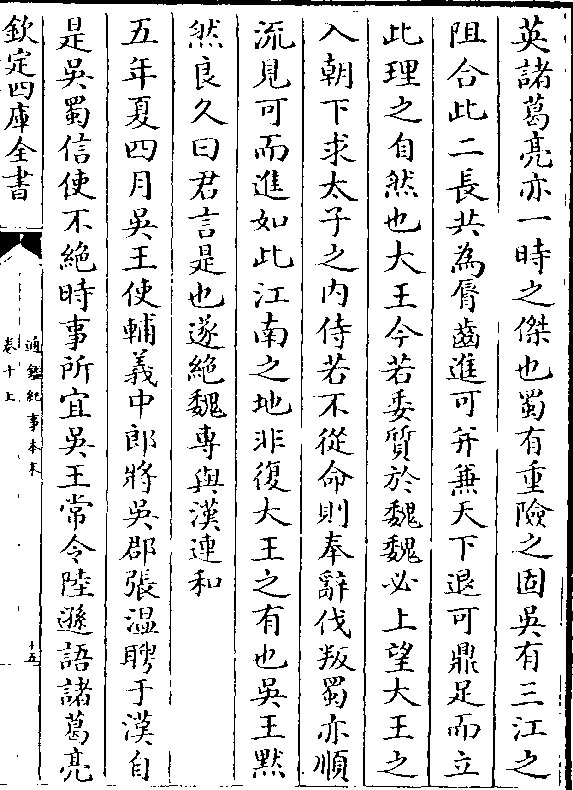 英諸葛亮亦一時之傑也蜀有重險之固吳有三江之
阻合此二長共為脣齒進可并兼天下退可鼎足而立
此理之自然也大王今若委質於魏魏必上望大王之
入朝下求太子之内侍若不從命則奉辭伐叛蜀亦順
流見可而進如此江南之地非復大王之有也吳王默
然良久曰君言是也遂絶魏專與漢連和
五年夏四月吳王使輔義中郎將吳郡張温聘于漢自
是吳蜀信使不絶時事所宜吳王常令陸遜語諸葛亮
欽定四庫全書
通鑑紀事本末
卷十上
十五